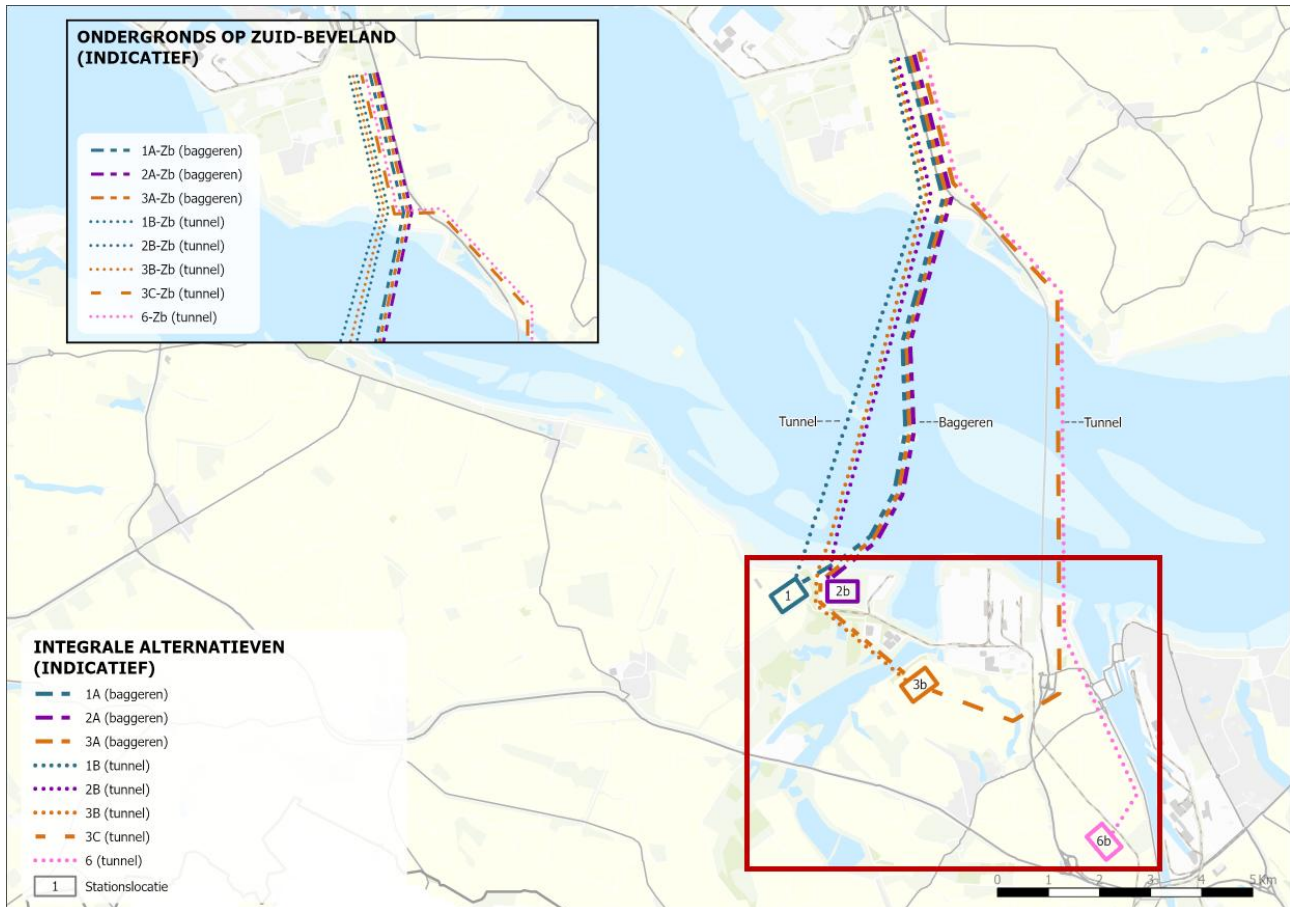 ONDERGRONDS OP ZUID-BEVELAND
(INDICATIEF)
1A-Zb (baggeren)
2A-Zb (baggeren)
3A-Zb (baggeren)
1B-Zb (tunnel)
2B-Zb (tunnel)
3B-Zb (tunnel)
3C-Zb (tunnel)
6-Zb (tunnel)
Tunnel
Baggeren
Tunnel
1
2b
3b
6b
INTEGRALE ALTERNATIEVEN
(INDICATIEF)
1A (baggeren)
2A (baggeren)
3A (baggeren)
1B (tunnel)
2B (tunnel)
3B (tunnel)
3C (tunnel)
6 (tunnel)
1 Stationslocatie
0 1 2 3 4 5 Km